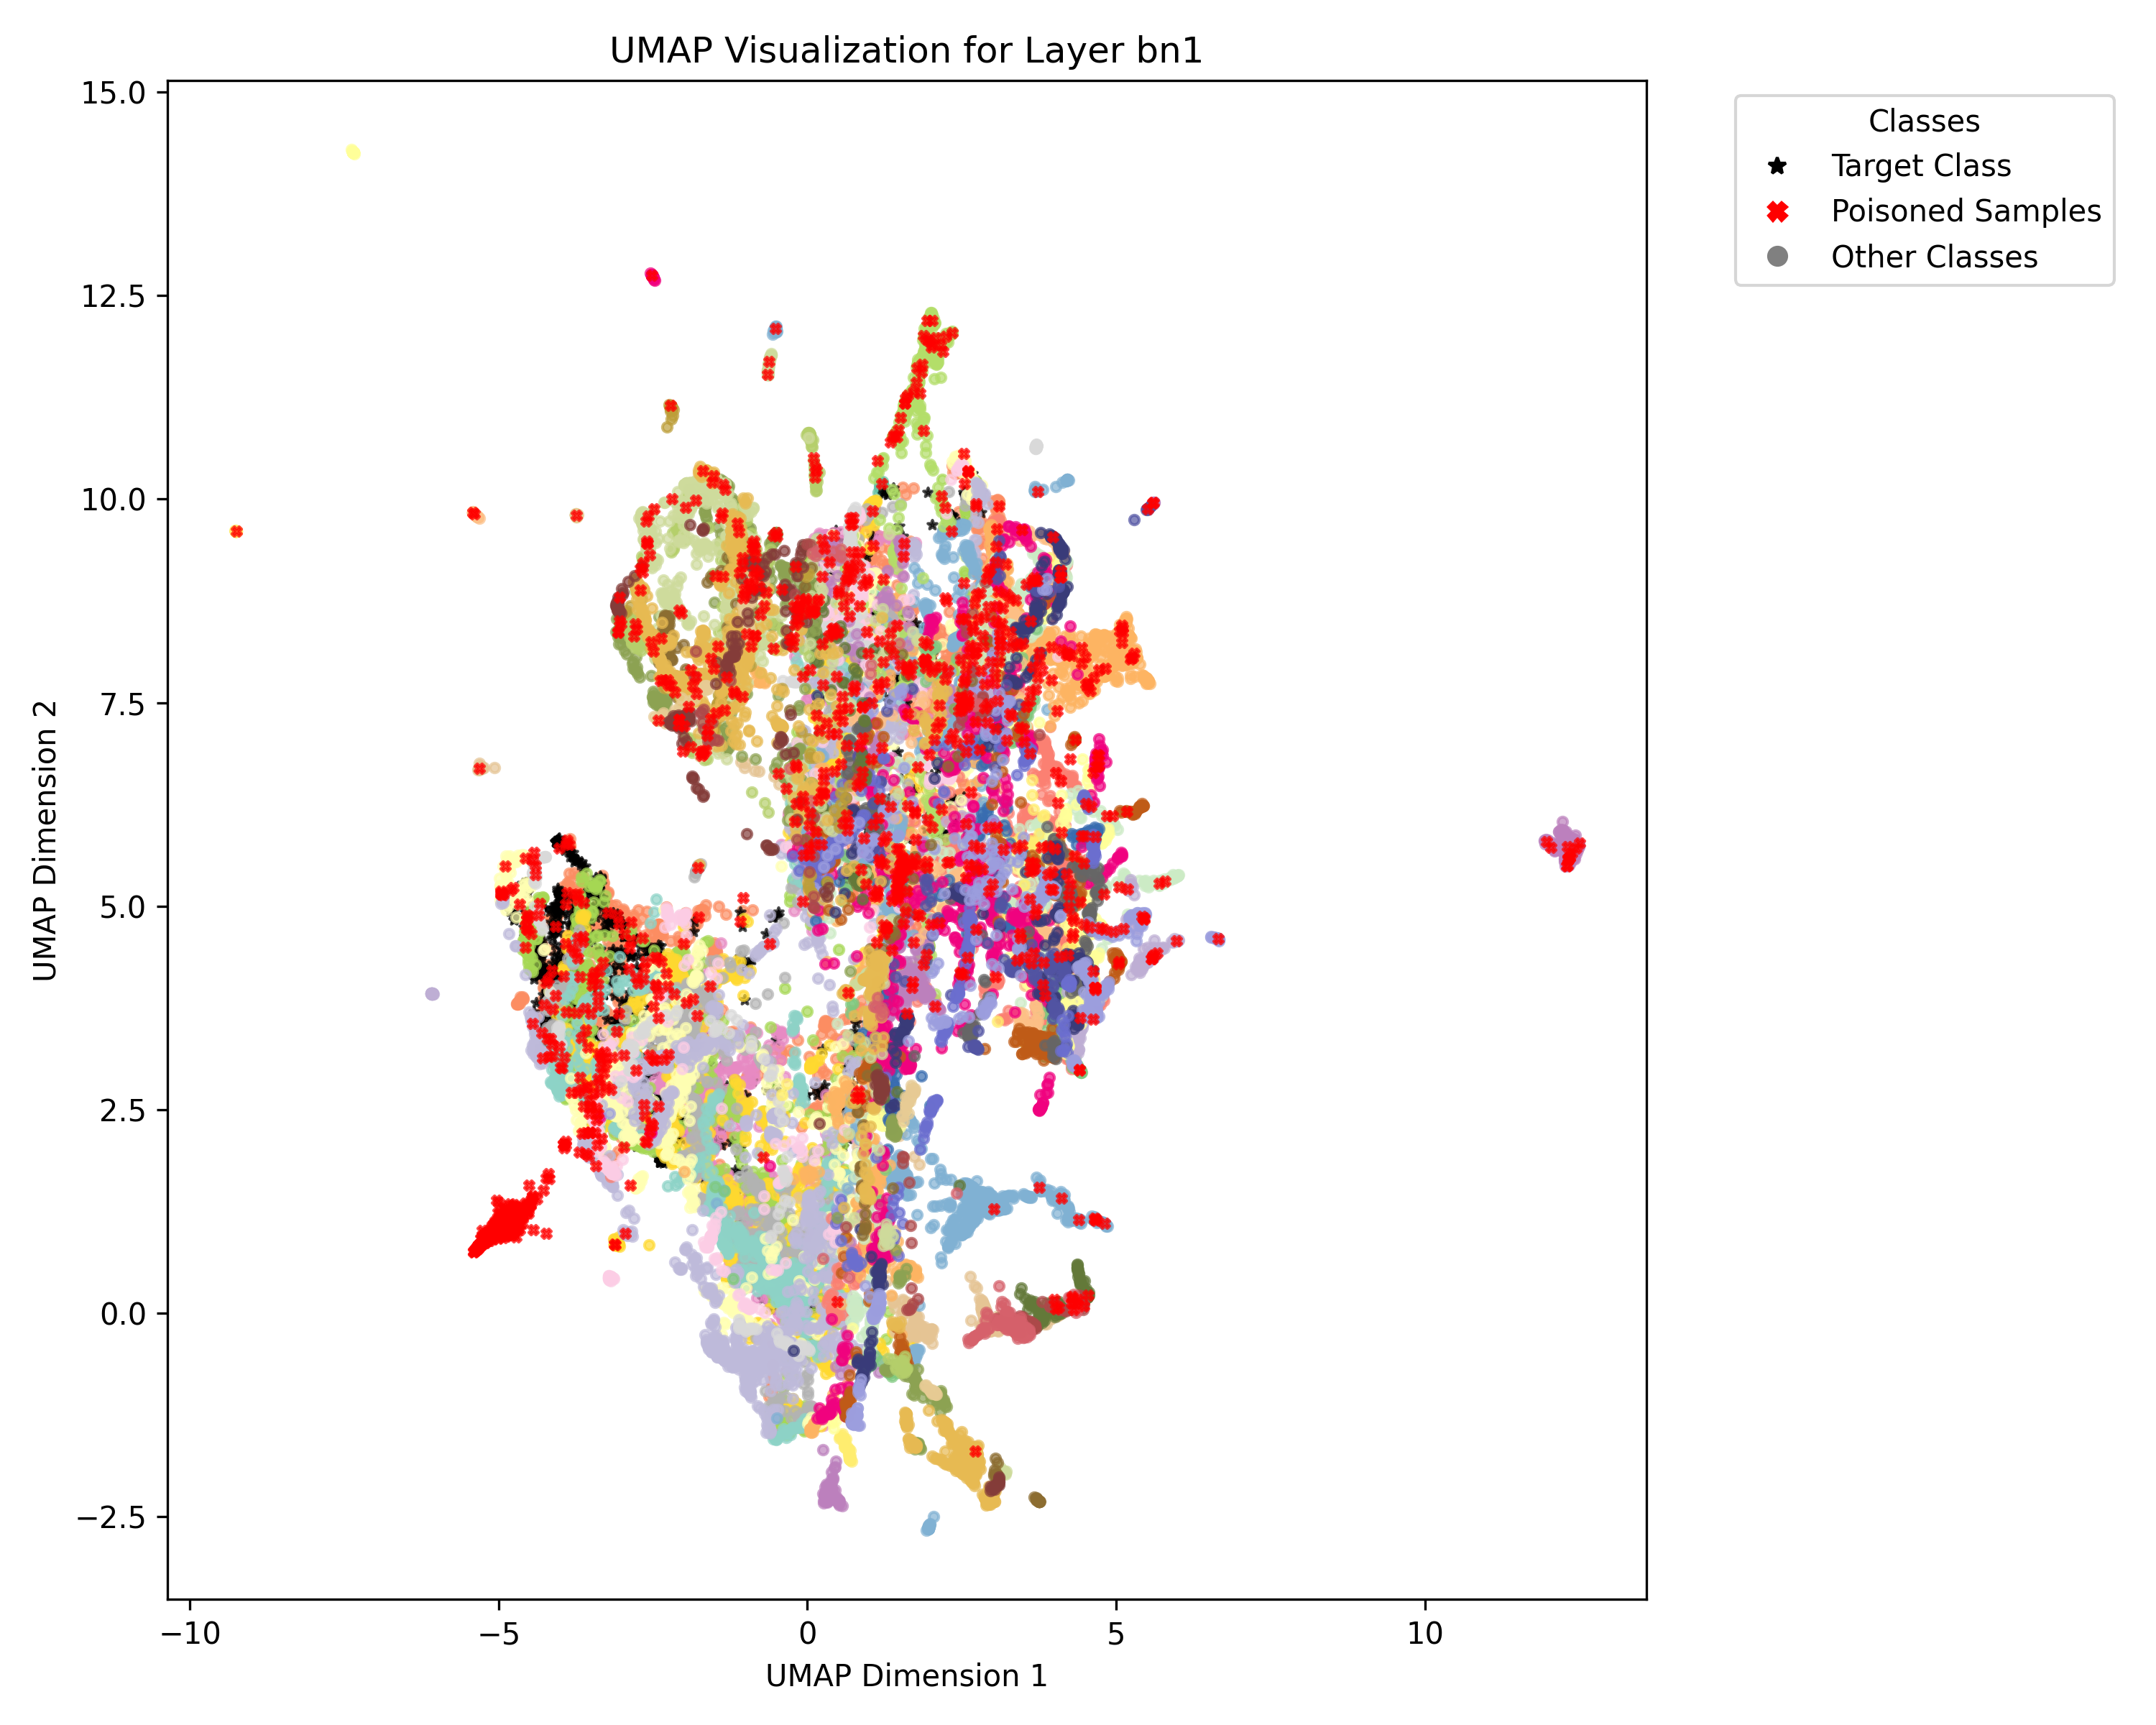 UMAP Visualization for Layer bn1
15.0
12.5
10.0
7.5
5.0
2.5
0.0
−2.5
UMAP Dimension 2
−10
−5
0
5
10
UMAP Dimension 1
Classes
Target Class
Poisoned Samples
Other Classes